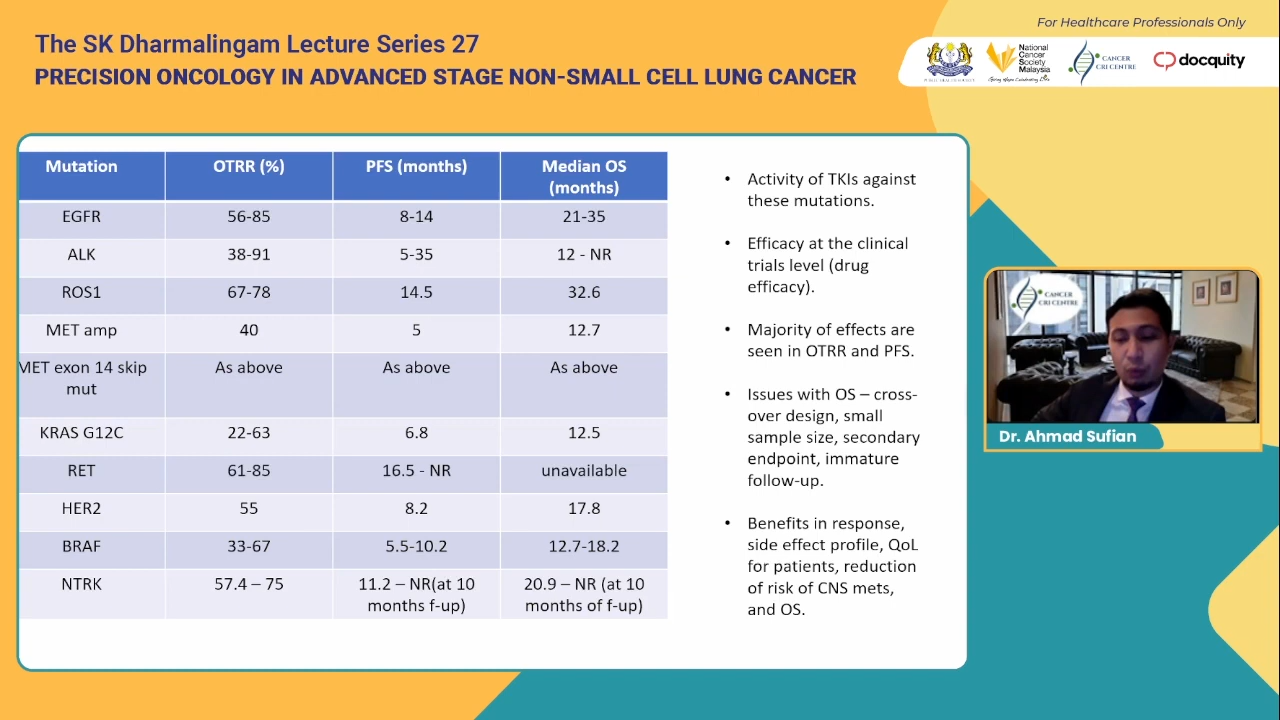 For Healthcare Professionals Only
The SK Dharmalingam Lecture Series 27
PRECISION ONCOLOGY IN ADVANCED STAGE NON-SMALL CELL LUNG CANCER
National
Cancer
Society
Malaysia
CANCER
CRI CENTRE
docquity
Mutation OTRR (%) PFS (months) Median OS
(months)
EGFR 56-85 8-14 21-35
ALK 38-91 5-35 12 - NR
ROS1 67-78 14.5 32.6
MET amp 40 5 12.7
MET exon 14 skip As above As above As above
mut
KRAS G12C 22-63 6.8 12.5
RET 61-85 16.5 - NR unavailable
HER2 55 8.2 17.8
BRAF 33-67 5.5-10.2 12.7-18.2
NTRK 57.4 – 75 11.2 – NR(at 10 20.9 – NR (at 10
months f-up) months of f-up)
• Activity of TKIs against
these mutations.
• Efficacy at the clinical
trials level (drug
efficacy).
• Majority of effects are
seen in OTRR and PFS.
• Issues with OS – cross-
over design, small
sample size, secondary
endpoint, immature
follow-up.
• Benefits in response,
side effect profile, QoL
for patients, reduction
of risk of CNS mets,
and OS.
CANCER
CRI CENTRE
Dr. Ahmad Sufian